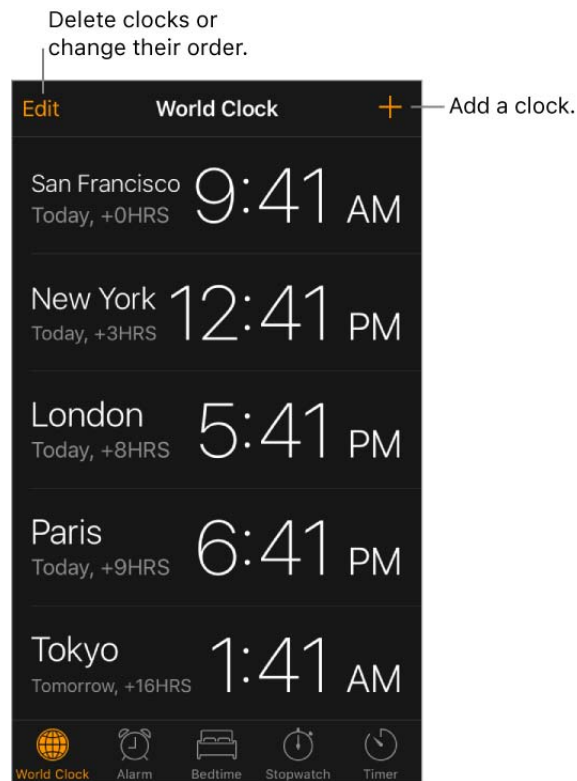 Delete clocks or
change their order.
Edit World Clock +
Add a clock.
San Francisco 9:41 AM
Today, +0HRS
New York 12:41 PM
Today, +3HRS
London 5:41 PM
Today, +8HRS
Paris 6:41 PM
Today, +9HRS
Tokyo 1:41 AM
Tomorrow, +16HRS
World Clock Alarm Bedtime Stopwatch Timer